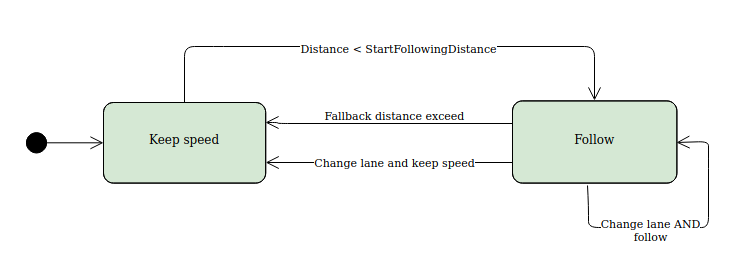 Distance < StartFollowingDistance
Fallback distance exceed
Keep speed
Follow
Change lane and keep speed
Change lane AND
follow